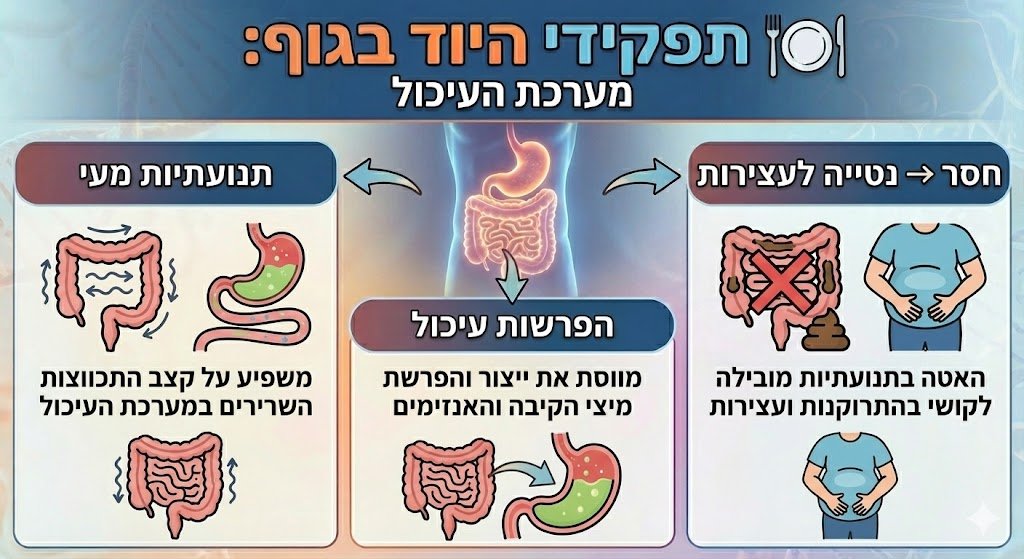 תפקידי היוד בגוף:
מערכת העיכול
חסר → נטייה לעצירות
האטה בתנועתיות מובילה
לקושי בהתרוקנות ועצירות
הפרשות עיכול
מווסת את ייצור והפרשת
מיצי הקיבה והאנזימים
תנועתיות מעי
משפיע על קצב התכווצות
השרירים במערכת העיכול